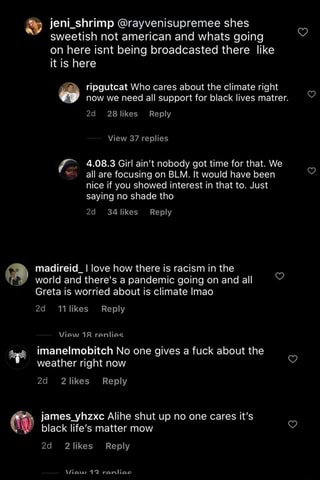 jeni_shrimp @rayvenisupremee shes
sweetish not american and whats going
on here isnt being broadcasted there like
it is here
ripgutcat Who cares about the climate right
now we need all support for black lives matrer.
2d 28 likes Reply
View 37 replies
4.08.3 Girl ain't nobody got time for that. We
all are focusing on BLM. It would have been
nice if you showed interest in that to. Just
saying no shade tho
2d 34 likes Reply
madireid_ I love how there is racism in the
world and there's a pandemic going on and all
Greta is worried about is climate lmao
2d 11 likes Reply
View 18 replies
imanelmobitch No one gives a fuck about the
weather right now
2d 2 likes Reply
james_yhzxc Alihe shut up no one cares it's
black life's matter mow
2d 2 likes Reply
View 13 replies